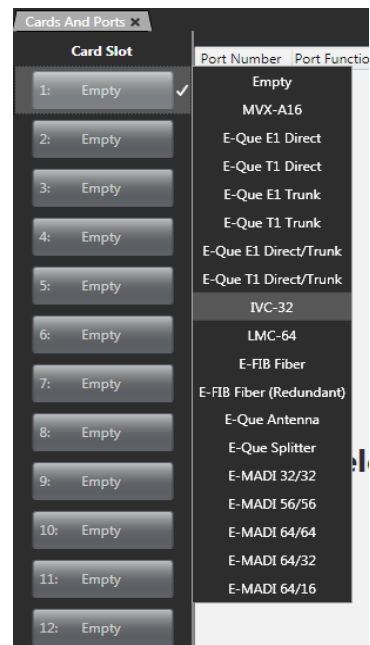 Cards And Ports ×
Card Slot
Port Number Port Functio
1: Empty ✓
2: Empty
3: Empty
4: Empty
5: Empty
6: Empty
7: Empty
8: Empty
9: Empty
10: Empty
11: Empty
12: Empty
Empty
MVX-A16
E-Que E1 Direct
E-Que T1 Direct
E-Que E1 Trunk
E-Que T1 Trunk
E-Que E1 Direct/Trunk
E-Que T1 Direct/Trunk
IVC-32
LMC-64
E-FIB Fiber
E-FIB Fiber (Redundant)
E-Que Antenna
E-Que Splitter
E-MADI 32/32
E-MADI 56/56
E-MADI 64/64
E-MADI 64/32
E-MADI 64/16